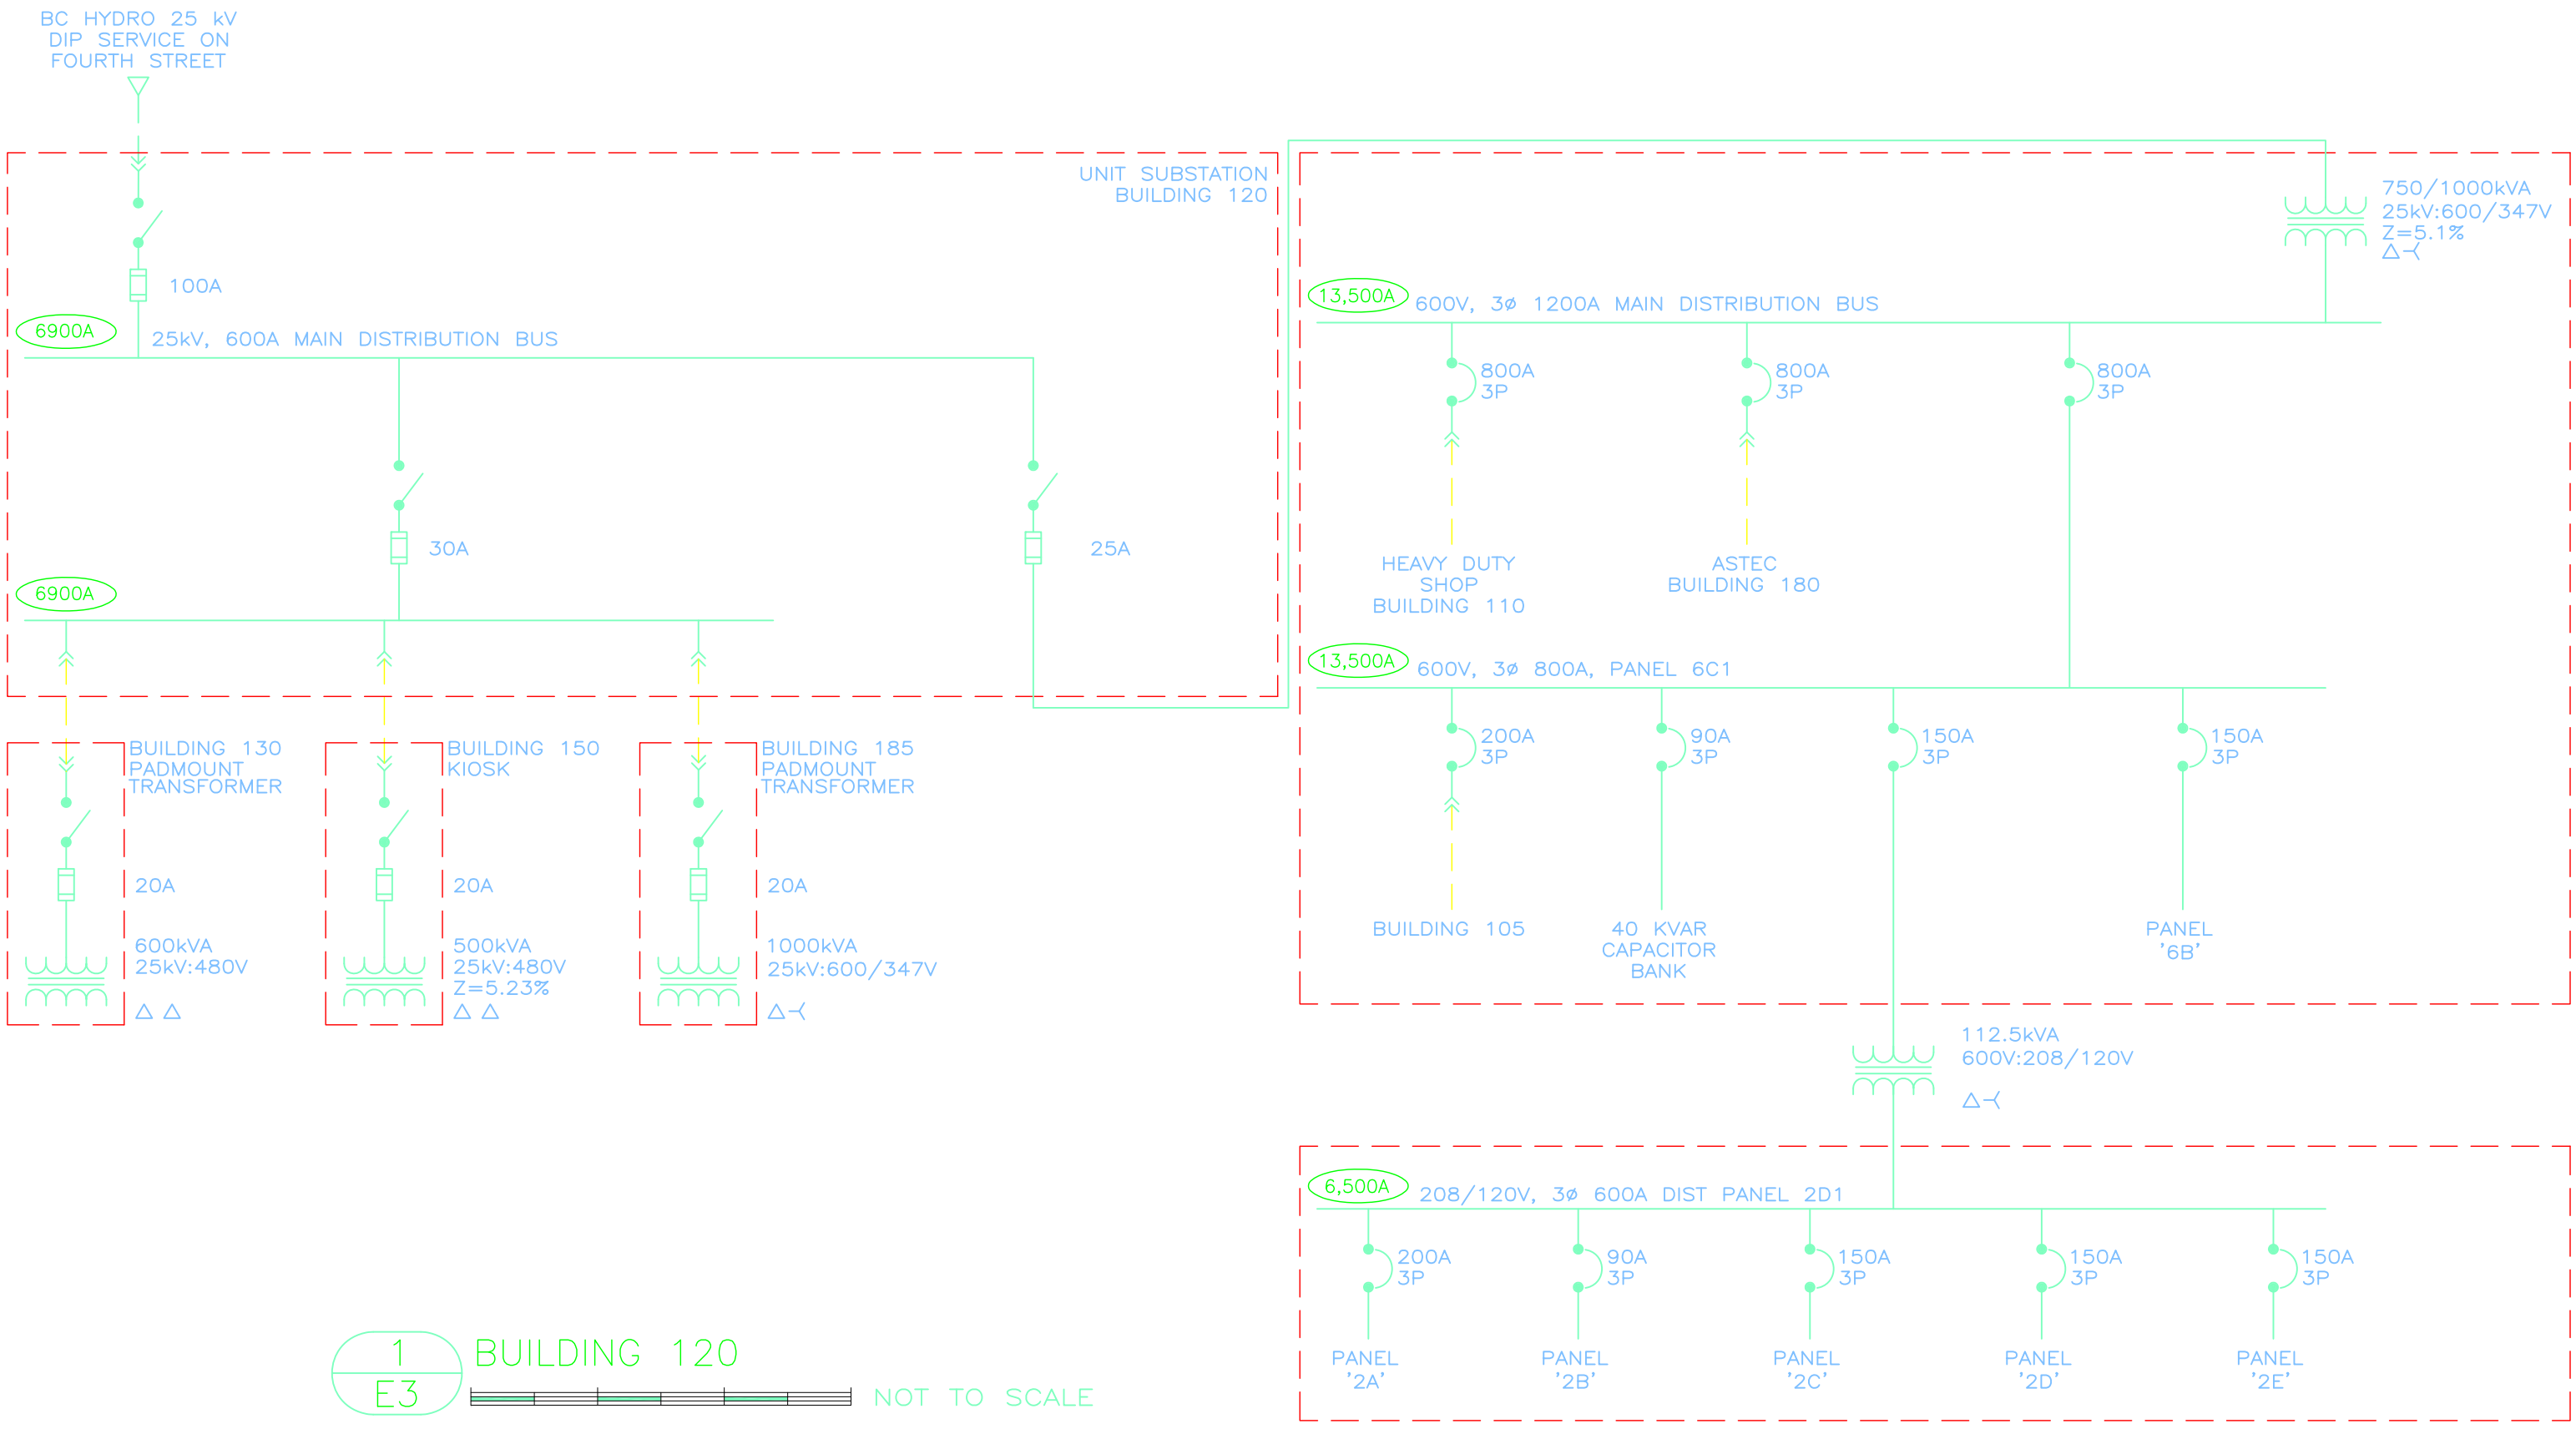 BC HYDRO 25 kV
DIP SERVICE ON
FOURTH STREET
UNIT SUBSTATION
BUILDING 120
100A
6900A
25kV, 600A MAIN DISTRIBUTION BUS
30A
25A
6900A
BUILDING 130
PADMOUNT
TRANSFORMER
20A
600kVA
25kV:480V
BUILDING 150
KIOSK
20A
500kVA
25kV:480V
Z=5.23%
BUILDING 185
PADMOUNT
TRANSFORMER
20A
1000kVA
25kV:600/347V
750/1000kVA
25kV:600/347V
Z=5.1%
13,500A
600V, 3ø 1200A MAIN DISTRIBUTION BUS
800A
3P
800A
3P
800A
3P
HEAVY DUTY
SHOP
BUILDING 110
ASTEC
BUILDING 180
13,500A
600V, 3ø 800A, PANEL 6C1
200A
3P
90A
3P
150A
3P
150A
3P
BUILDING 105
40 KVAR
CAPACITOR
BANK
PANEL
'6B'
112.5kVA
600V:208/120V
6,500A
208/120V, 3ø 600A DIST PANEL 2D1
200A
3P
90A
3P
150A
3P
150A
3P
150A
3P
PANEL
'2A'
PANEL
'2B'
PANEL
'2C'
PANEL
'2D'
PANEL
'2E'
1
E3
BUILDING 120
NOT TO SCALE